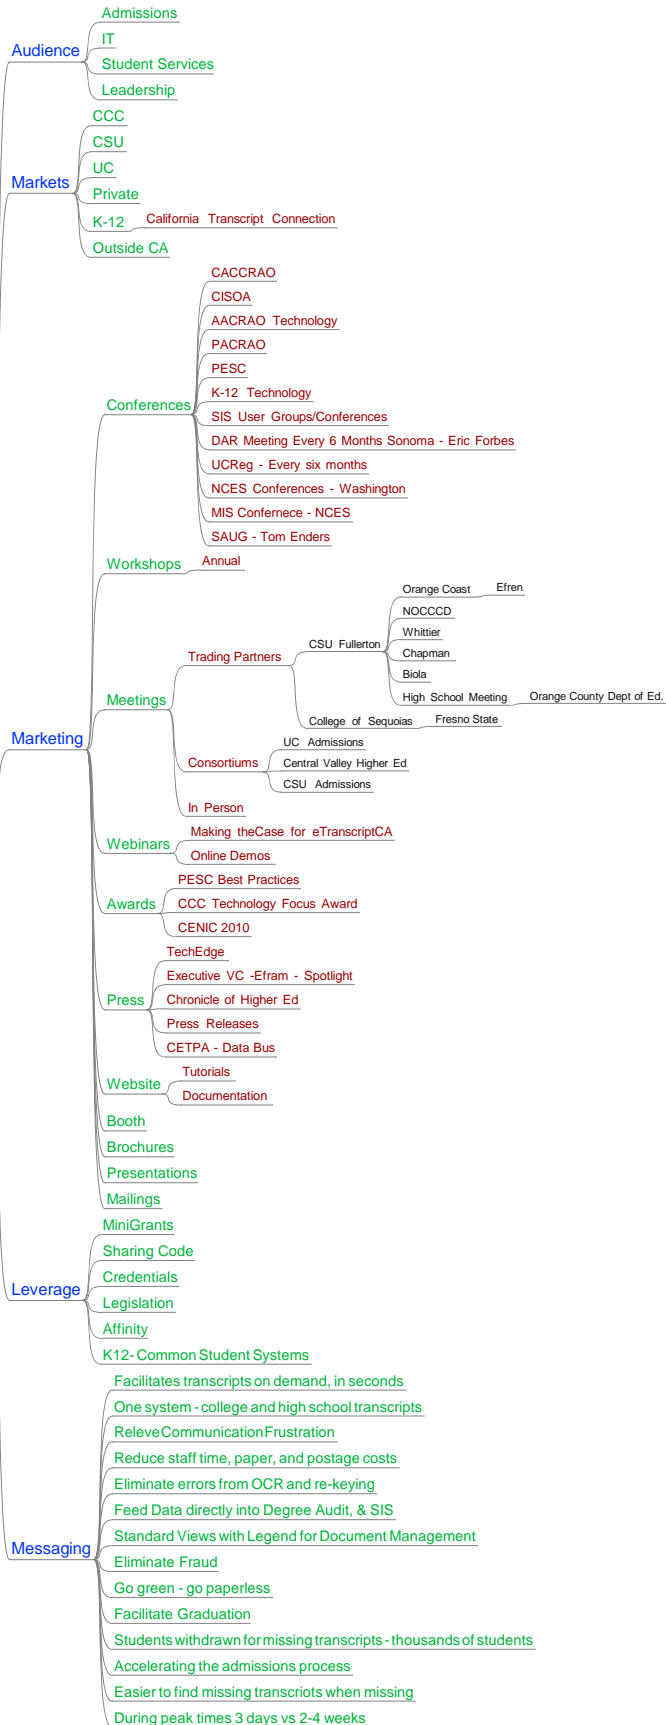 Audience
Admissions
IT
Student Services
Leadership
Markets
CCC
CSU
UC
Private
K-12
California Transcript Connection
Outside CA
Marketing
Conferences
CACCRAO
CISOA
AACRAO Technology
PACRAO
PESC
K-12 Technology
SIS User Groups/Conferences
DAR Meeting Every 6 Months Sonoma - Eric Forbes
UCReg - Every six months
NCES Conferences - Washington
MIS Confernece - NCES
SAUG - Tom Enders
Workshops
Annual
Meetings
Trading Partners
CSU Fullerton
Orange Coast
Efren
NOCCCD
Whittier
Chapman
Biola
High School Meeting
Orange County Dept of Ed.
College of Sequoias
Fresno State
Consortiums
UC Admissions
Central Valley Higher Ed
CSU Admissions
In Person
Webinars
Making theCase for eTranscriptCA
Online Demos
Awards
PESC Best Practices
CCC Technology Focus Award
CENIC 2010
Press
TechEdge
Executive VC -Efram - Spotlight
Chronicle of Higher Ed
Press Releases
CETPA - Data Bus
Website
Tutorials
Documentation
Booth
Brochures
Presentations
Mailings
Leverage
MiniGrants
Sharing Code
Credentials
Legislation
Affinity
K12- Common Student Systems
Messaging
Facilitates transcripts on demand, in seconds
One system - college and high school transcripts
Releve Communication Frustration
Reduce staff time, paper, and postage costs
Eliminate errors from OCR and re-keying
Feed Data directly into Degree Audit, & SIS
Standard Views with Legend for Document Management
Eliminate Fraud
Go green - go paperless
Facilitate Graduation
Students withdrawn for missing transcripts - thousands of students
Accelerating the admissions process
Easier to find missing transcriots when missing
During peak times 3 days vs 2-4 weeks